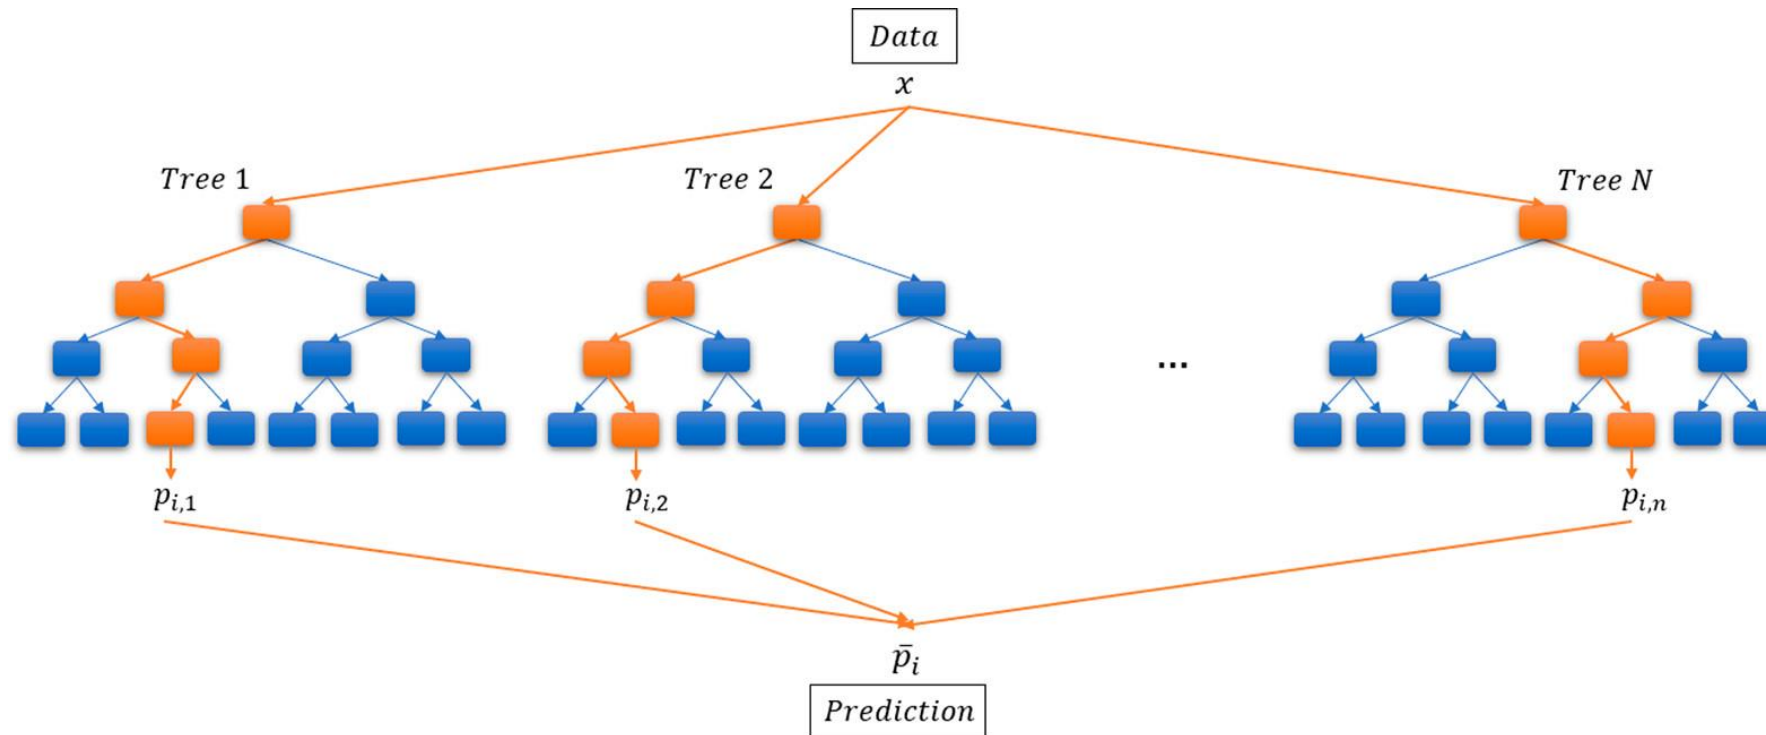 Data
x
Tree 1
Tree 2
Tree N
...
p_{i,1}
p_{i,2}
p_{i,n}
p̄_i
Prediction